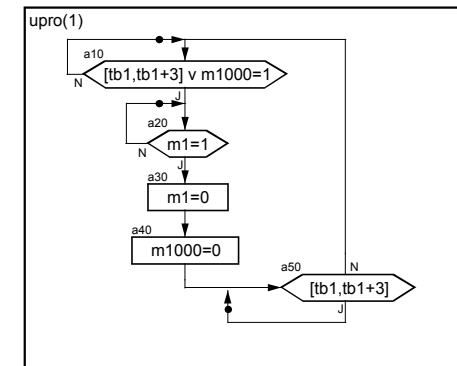 upro(1)
a10
[tb1,tb1+3] v m1000=1
N
J
a20
m1=1
N
J
a30
m1=0
a40
m1000=0
a50
N
[tb1,tb1+3]
J